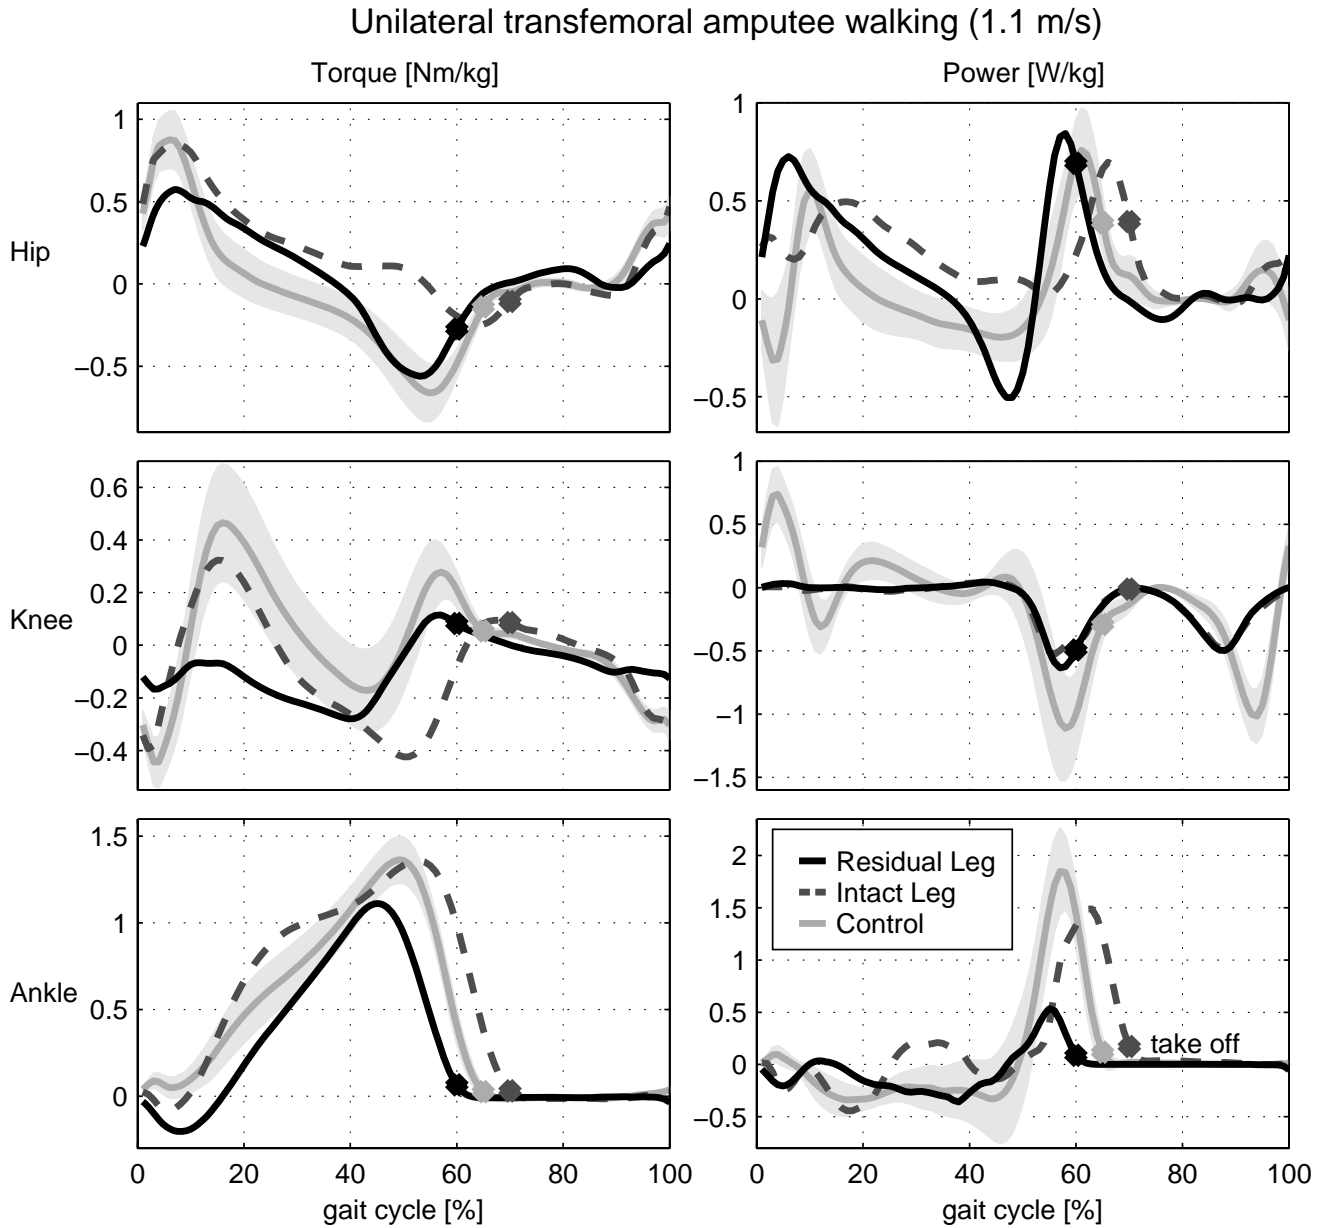 Unilateral transfemoral amputee walking (1.1 m/s)
Torque [Nm/kg]
Power [W/kg]
Hip
1
0.5
0
−0.5
1
0.5
0
−0.5
Knee
0.6
0.4
0.2
0
−0.2
−0.4
1
0.5
0
−0.5
−1
−1.5
Ankle
1.5
1
0.5
0
2
1.5
1
0.5
0
−0.5
Residual Leg
Intact Leg
Control
take off
0 20 40 60 80 100
0 20 40 60 80 100
gait cycle [%]
gait cycle [%]